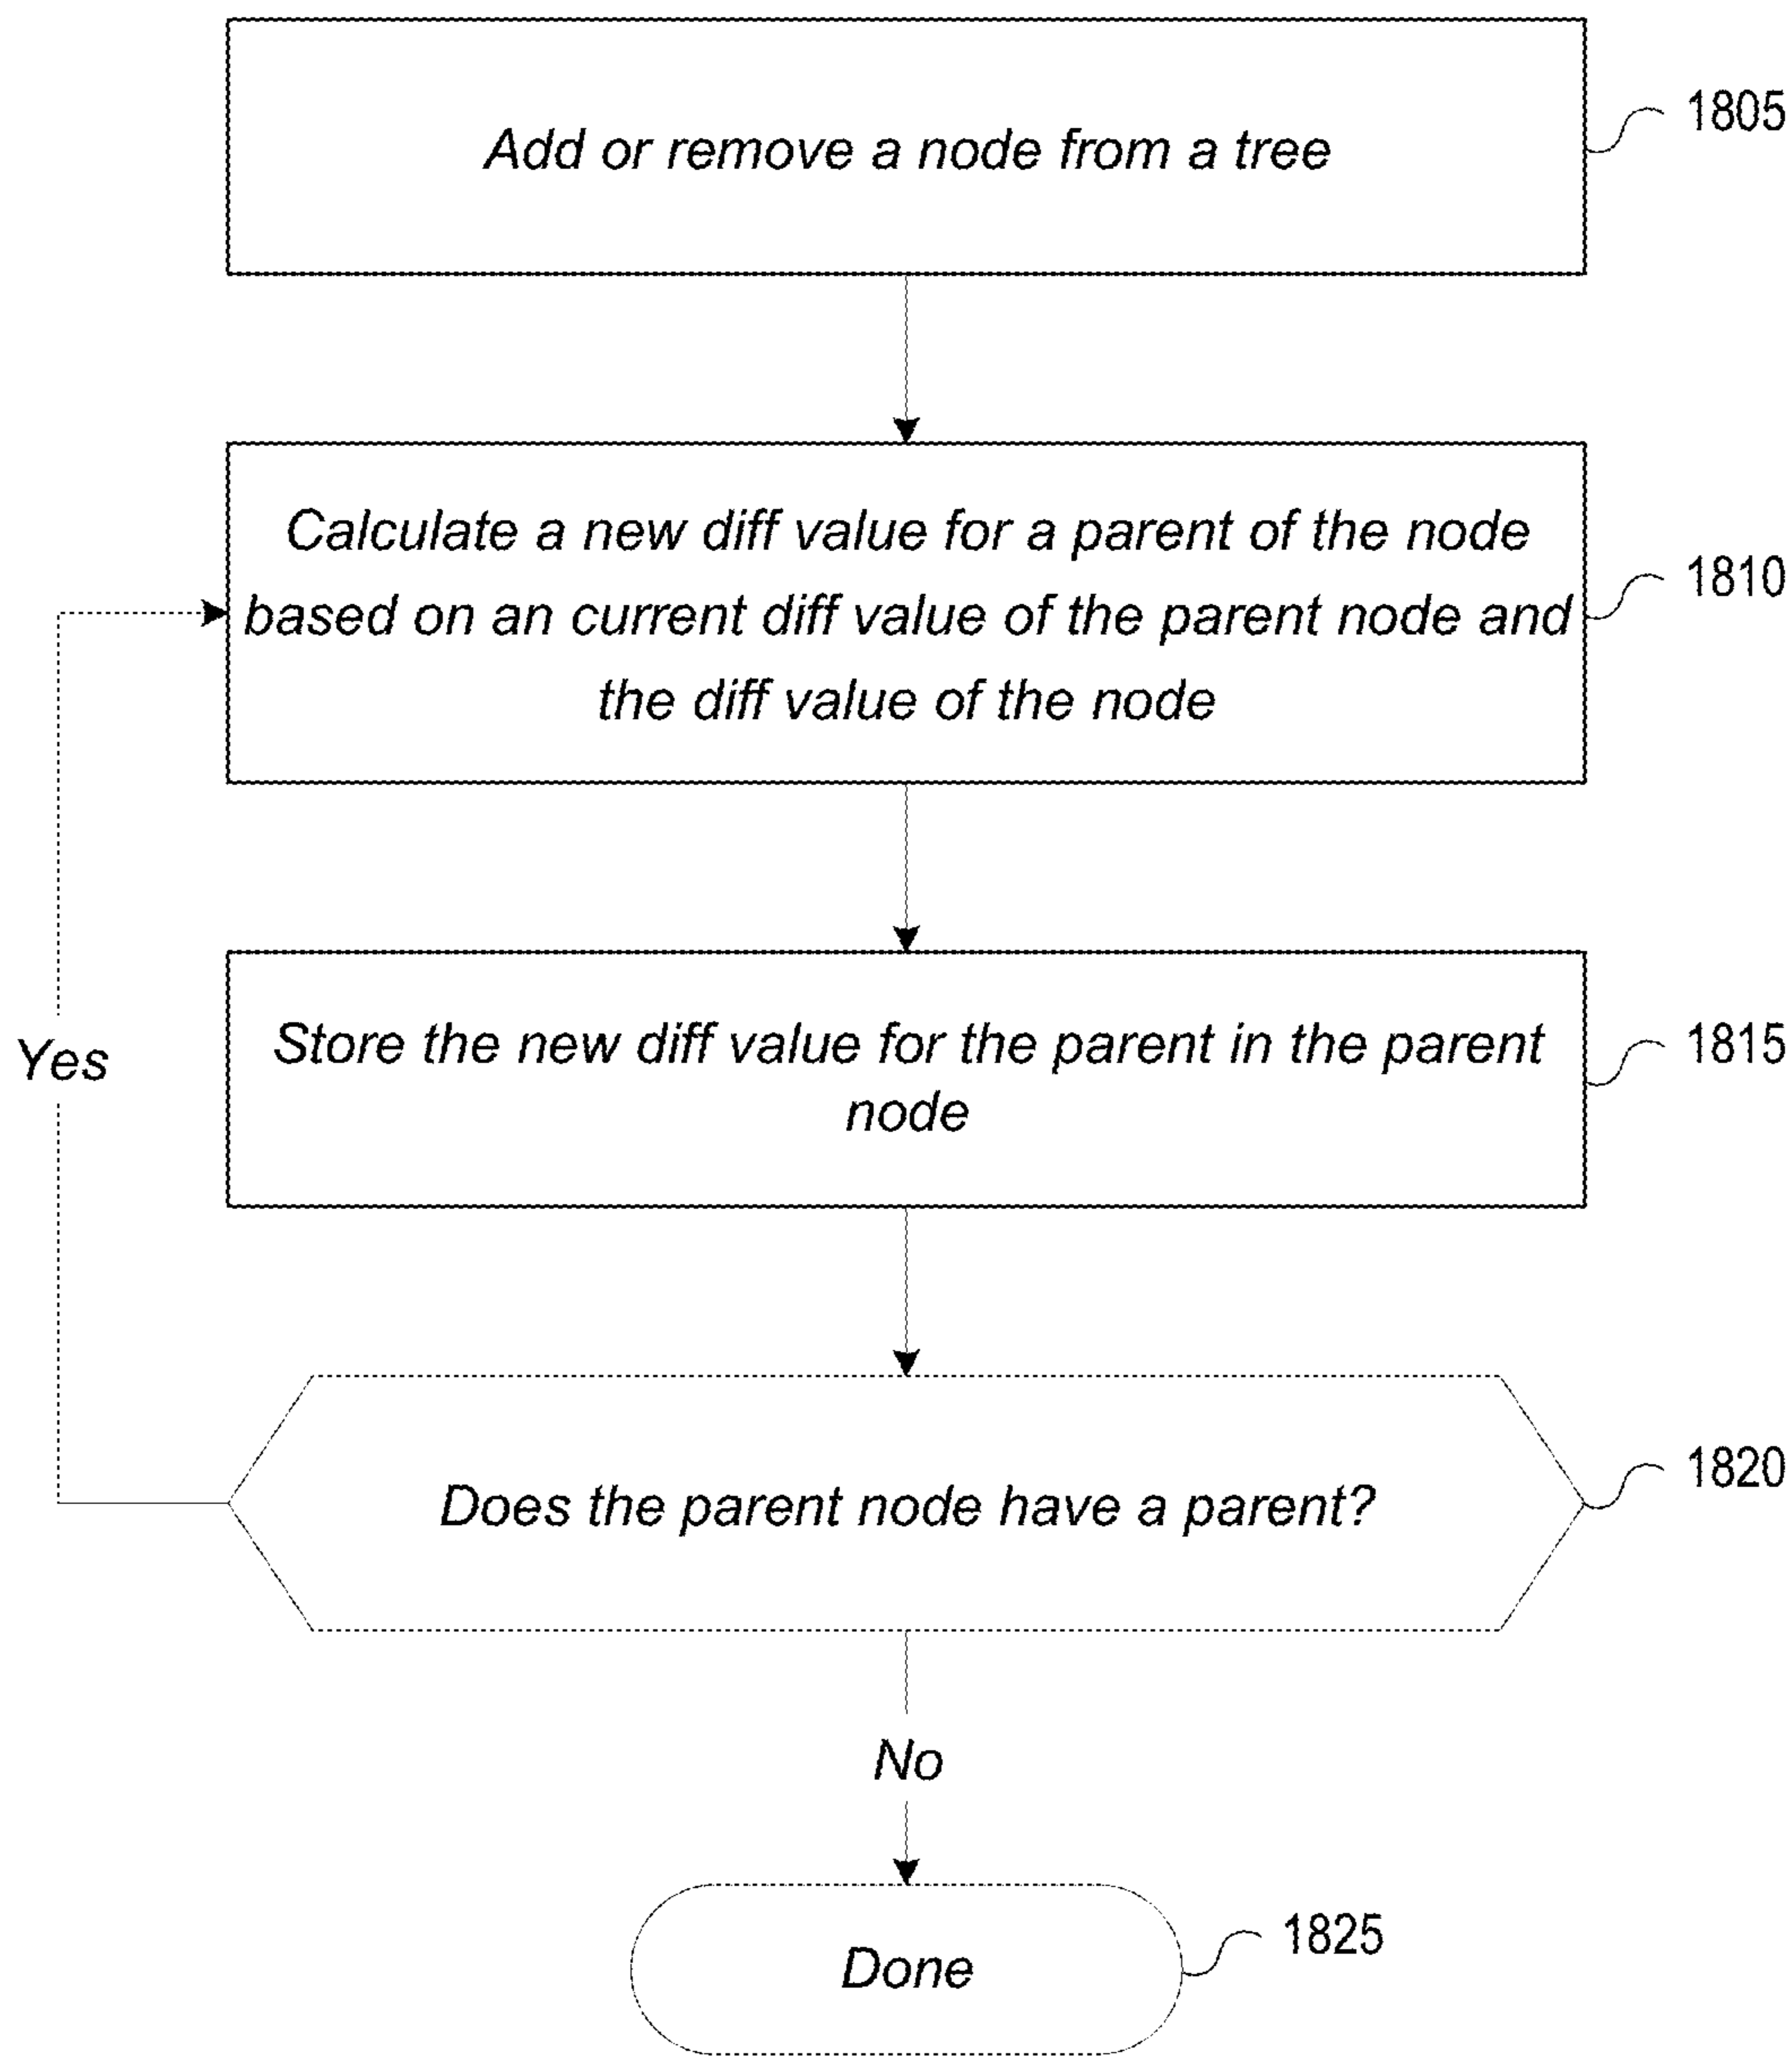 Add or remove a node from a tree
1805
Calculate a new diff value for a parent of the node
based on an current diff value of the parent node and
the diff value of the node
1810
Store the new diff value for the parent in the parent
node
1815
Yes
Does the parent node have a parent?
1820
No
Done
1825